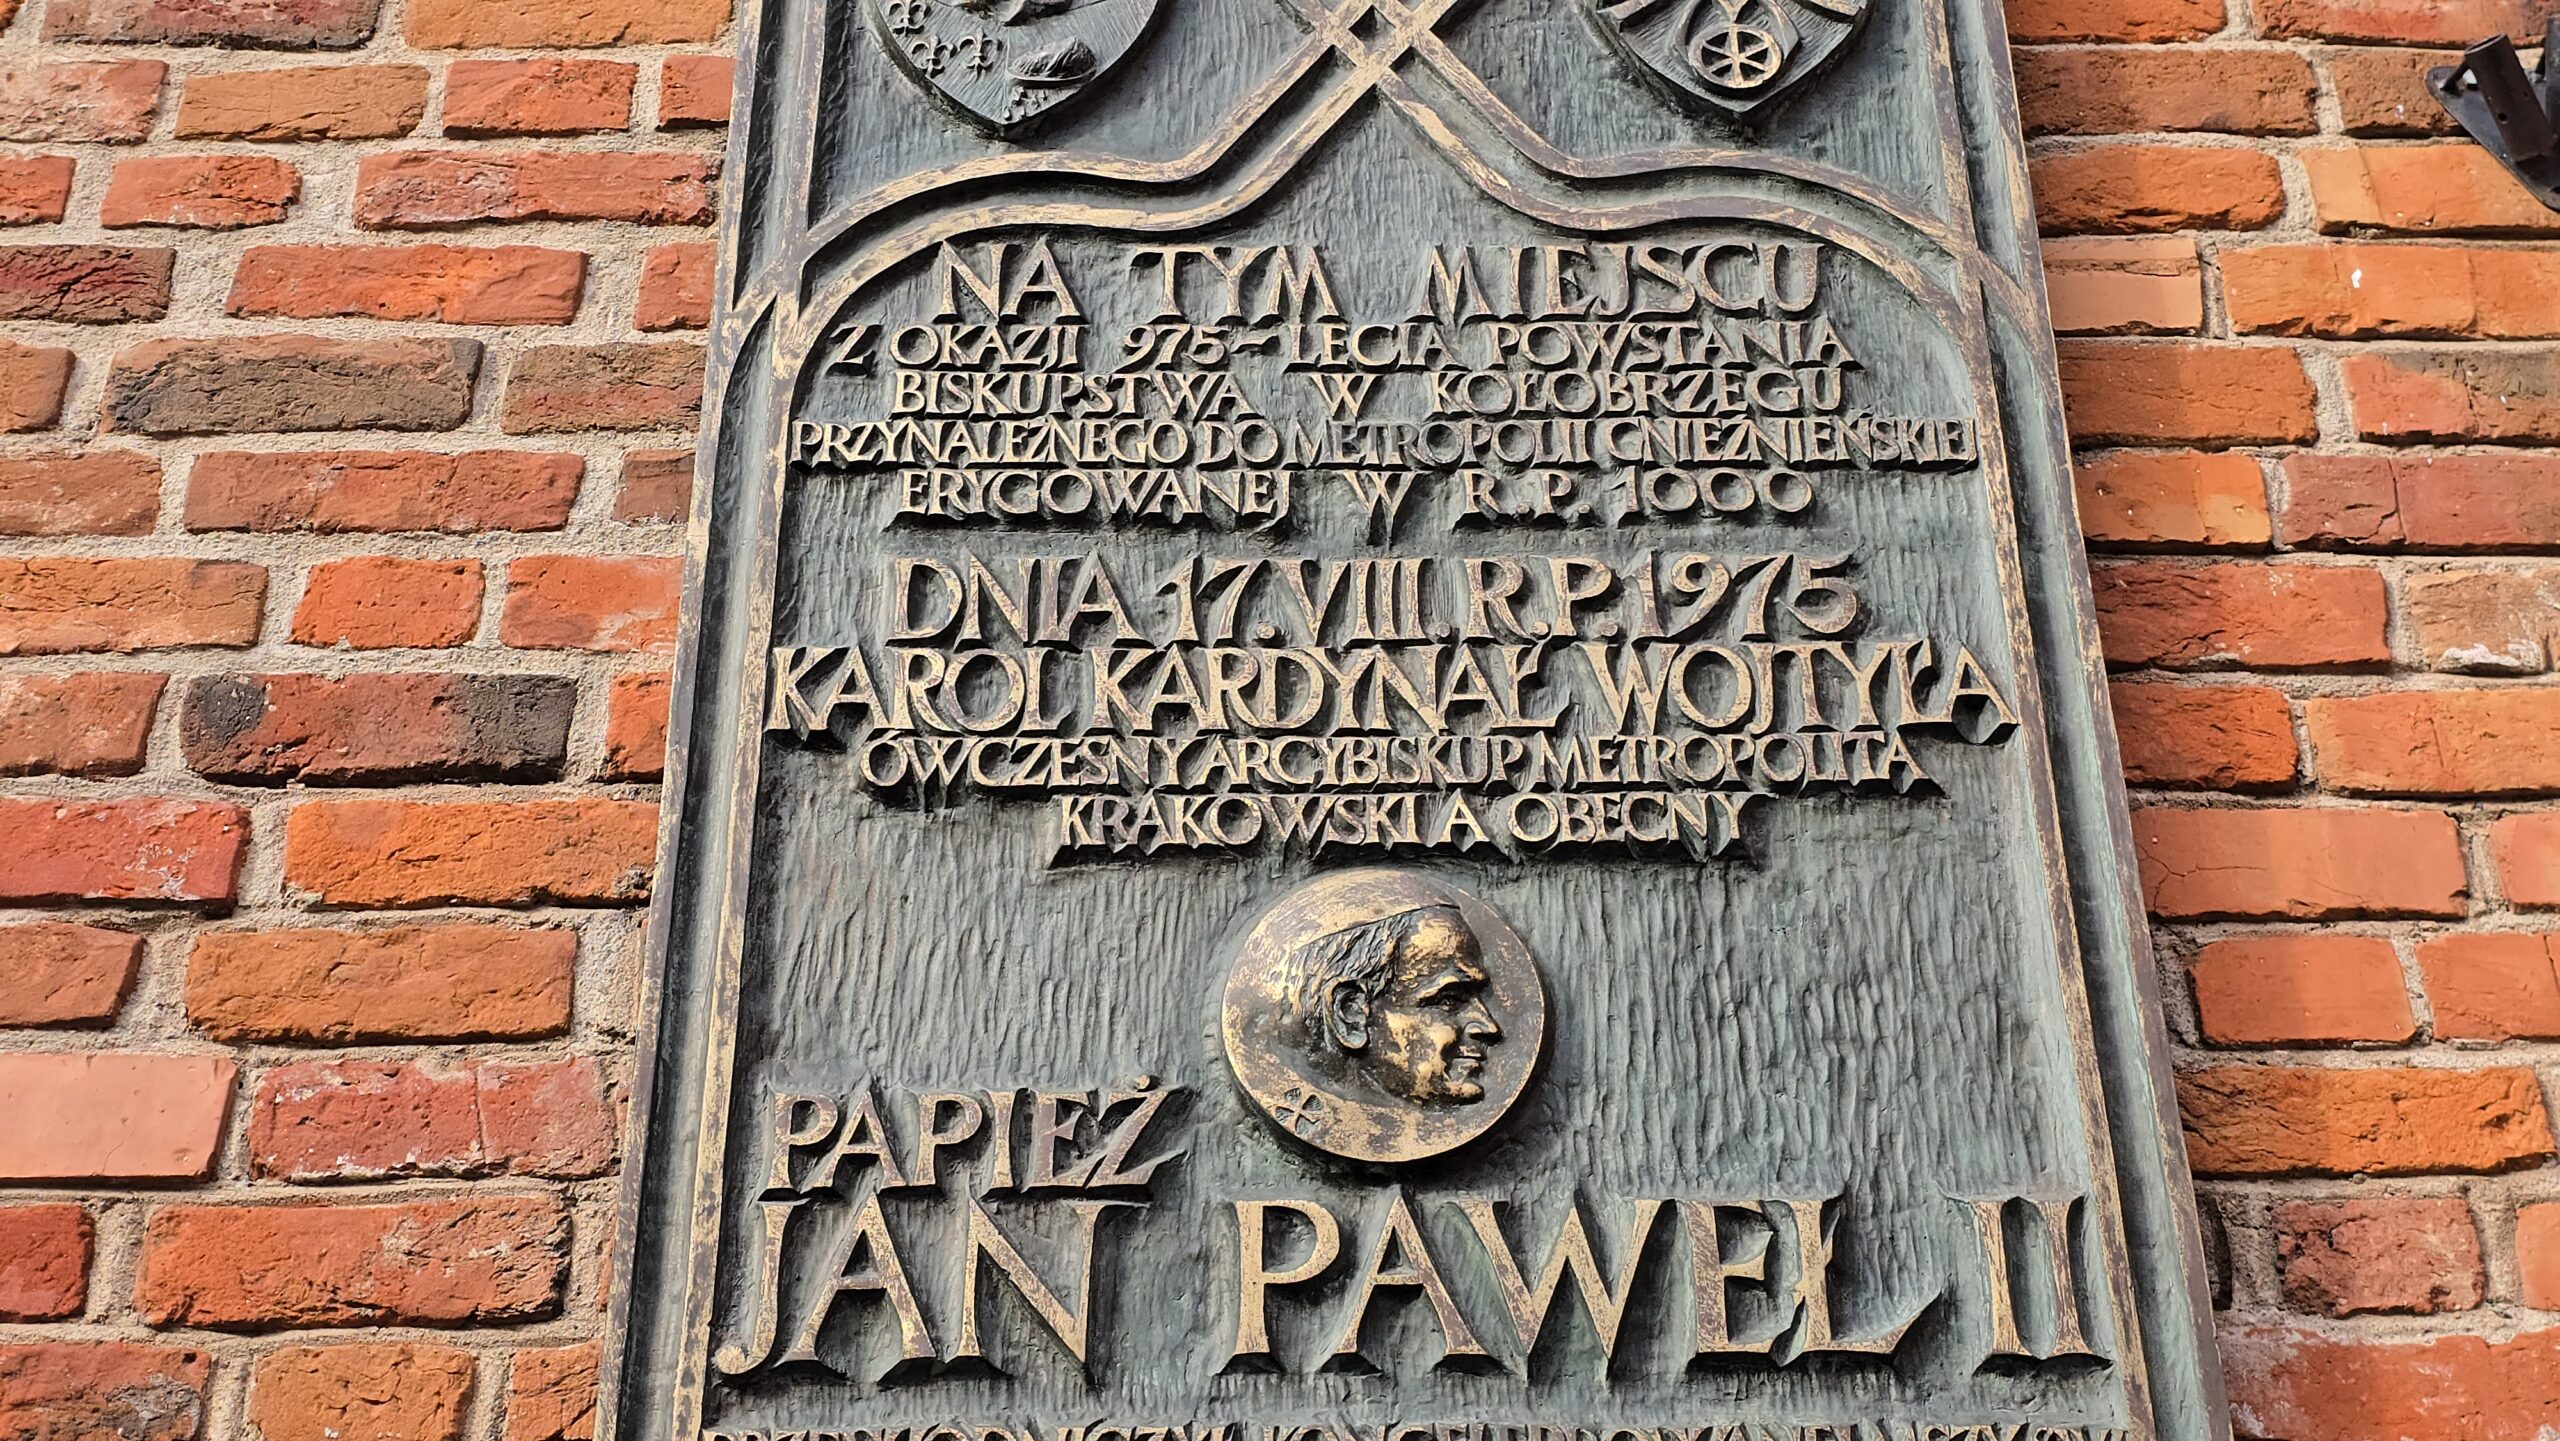 NA TYM MIEJSCU
Z OKAZJI 975-LECIA POWSTANIA
BISKUPSTWA W KOŁOBRZEGU
PRZYNALEŻNEGO DO METROPOLII GNIEŹNIEŃSKIEJ
ERYGOWANEJ W R.P. 1000
DNIA 17.VIII.R.P.1975
KAROL KARDYNAŁ WOJTYŁA
ÓWCZESNY ARCYBISKUP METROPOLITA
KRAKOWSKI A OBECNY
PAPIEŻ
JAN PAWEŁ II